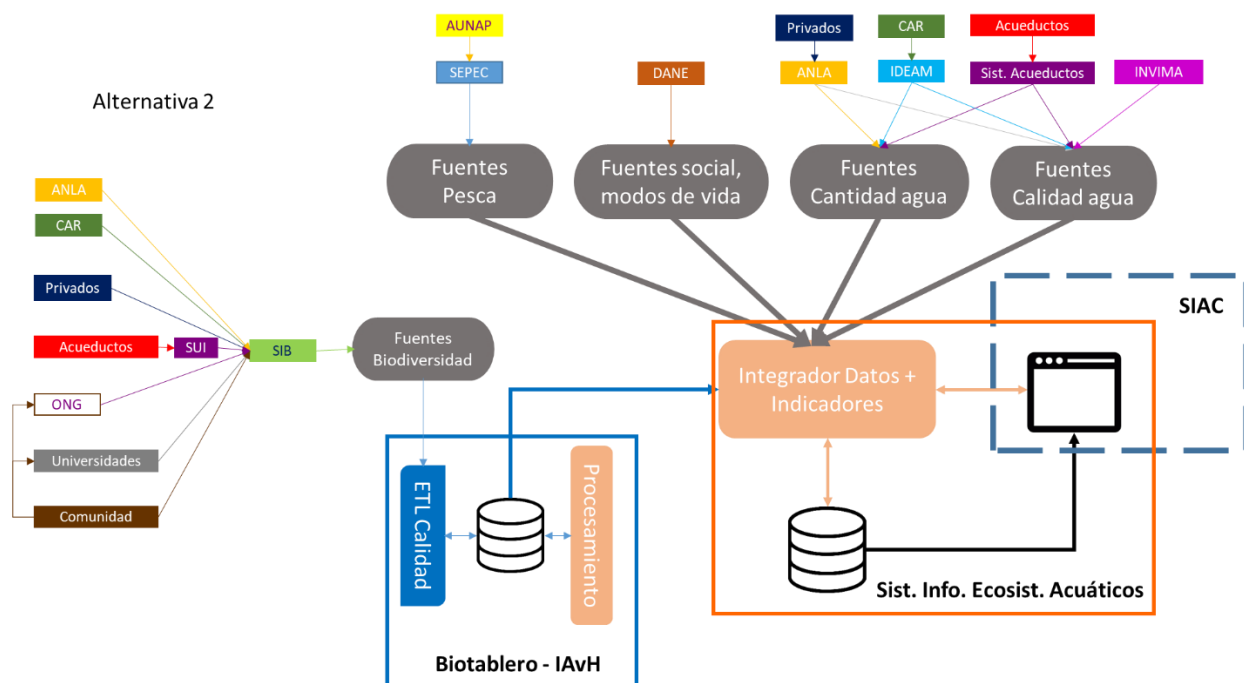 Alternativa 2
AUNAP
SEPEC
DANE
Privados
CAR
Acueductos
ANLA
IDEAM
Sist. Acueductos
INVIMA
Fuentes
Pesca
Fuentes social,
modos de vida
Fuentes
Cantidad agua
Fuentes
Calidad agua
ANLA
CAR
Privados
Acueductos
SUI
SIB
ONG
Universidades
Comunidad
Fuentes
Biodiversidad
ETL Calidad
Procesamiento
Biotablero - IAvH
Integrador Datos +
Indicadores
SIAC
Sist. Info. Ecosist. Acuáticos